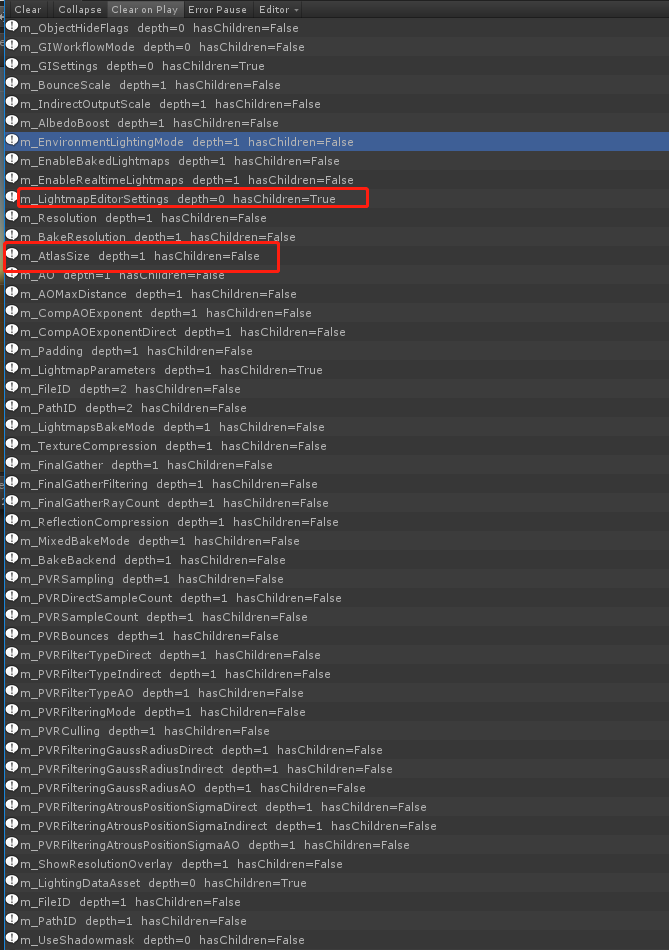 Clear Collapse Clear on Play Error Pause Editor
m_ObjectHideFlags depth=0 hasChildren=False
m_GIWorkflowMode depth=0 hasChildren=False
m_GISettings depth=0 hasChildren=True
m_BounceScale depth=1 hasChildren=False
m_IndirectOutputScale depth=1 hasChildren=False
m_AlbedoBoost depth=1 hasChildren=False
m_EnvironmentLightingMode depth=1 hasChildren=False
m_EnableBakedLightmaps depth=1 hasChildren=False
m_EnableRealtimeLightmaps depth=1 hasChildren=False
m_LightmapEditorSettings depth=0 hasChildren=True
m_Resolution depth=1 hasChildren=False
m_BakeResolution depth=1 hasChildren=False
m_AtlasSize depth=1 hasChildren=False
m_AO depth=1 hasChildren=False
m_AOMaxDistance depth=1 hasChildren=False
m_CompAOExponent depth=1 hasChildren=False
m_CompAOExponentDirect depth=1 hasChildren=False
m_Padding depth=1 hasChildren=False
m_LightmapParameters depth=1 hasChildren=True
m_FileID depth=2 hasChildren=False
m_PathID depth=2 hasChildren=False
m_LightmapsBakeMode depth=1 hasChildren=False
m_TextureCompression depth=1 hasChildren=False
m_FinalGather depth=1 hasChildren=False
m_FinalGatherFiltering depth=1 hasChildren=False
m_FinalGatherRayCount depth=1 hasChildren=False
m_ReflectionCompression depth=1 hasChildren=False
m_MixedBakeMode depth=1 hasChildren=False
m_BakeBackend depth=1 hasChildren=False
m_PVRSampling depth=1 hasChildren=False
m_PVRDirectSampleCount depth=1 hasChildren=False
m_PVRSampleCount depth=1 hasChildren=False
m_PVRBounces depth=1 hasChildren=False
m_PVRFilterTypeDirect depth=1 hasChildren=False
m_PVRFilterTypeIndirect depth=1 hasChildren=False
m_PVRFilterTypeAO depth=1 hasChildren=False
m_PVRFilteringMode depth=1 hasChildren=False
m_PVRCulling depth=1 hasChildren=False
m_PVRFilteringGaussRadiusDirect depth=1 hasChildren=False
m_PVRFilteringGaussRadiusIndirect depth=1 hasChildren=False
m_PVRFilteringGaussRadiusAO depth=1 hasChildren=False
m_PVRFilteringAtrousPositionSigmaDirect depth=1 hasChildren=False
m_PVRFilteringAtrousPositionSigmaIndirect depth=1 hasChildren=False
m_PVRFilteringAtrousPositionSigmaAO depth=1 hasChildren=False
m_ShowResolutionOverlay depth=1 hasChildren=False
m_LightingDataAsset depth=0 hasChildren=True
m_FileID depth=1 hasChildren=False
m_PathID depth=1 hasChildren=False
m_UseShadowmask depth=0 hasChildren=False